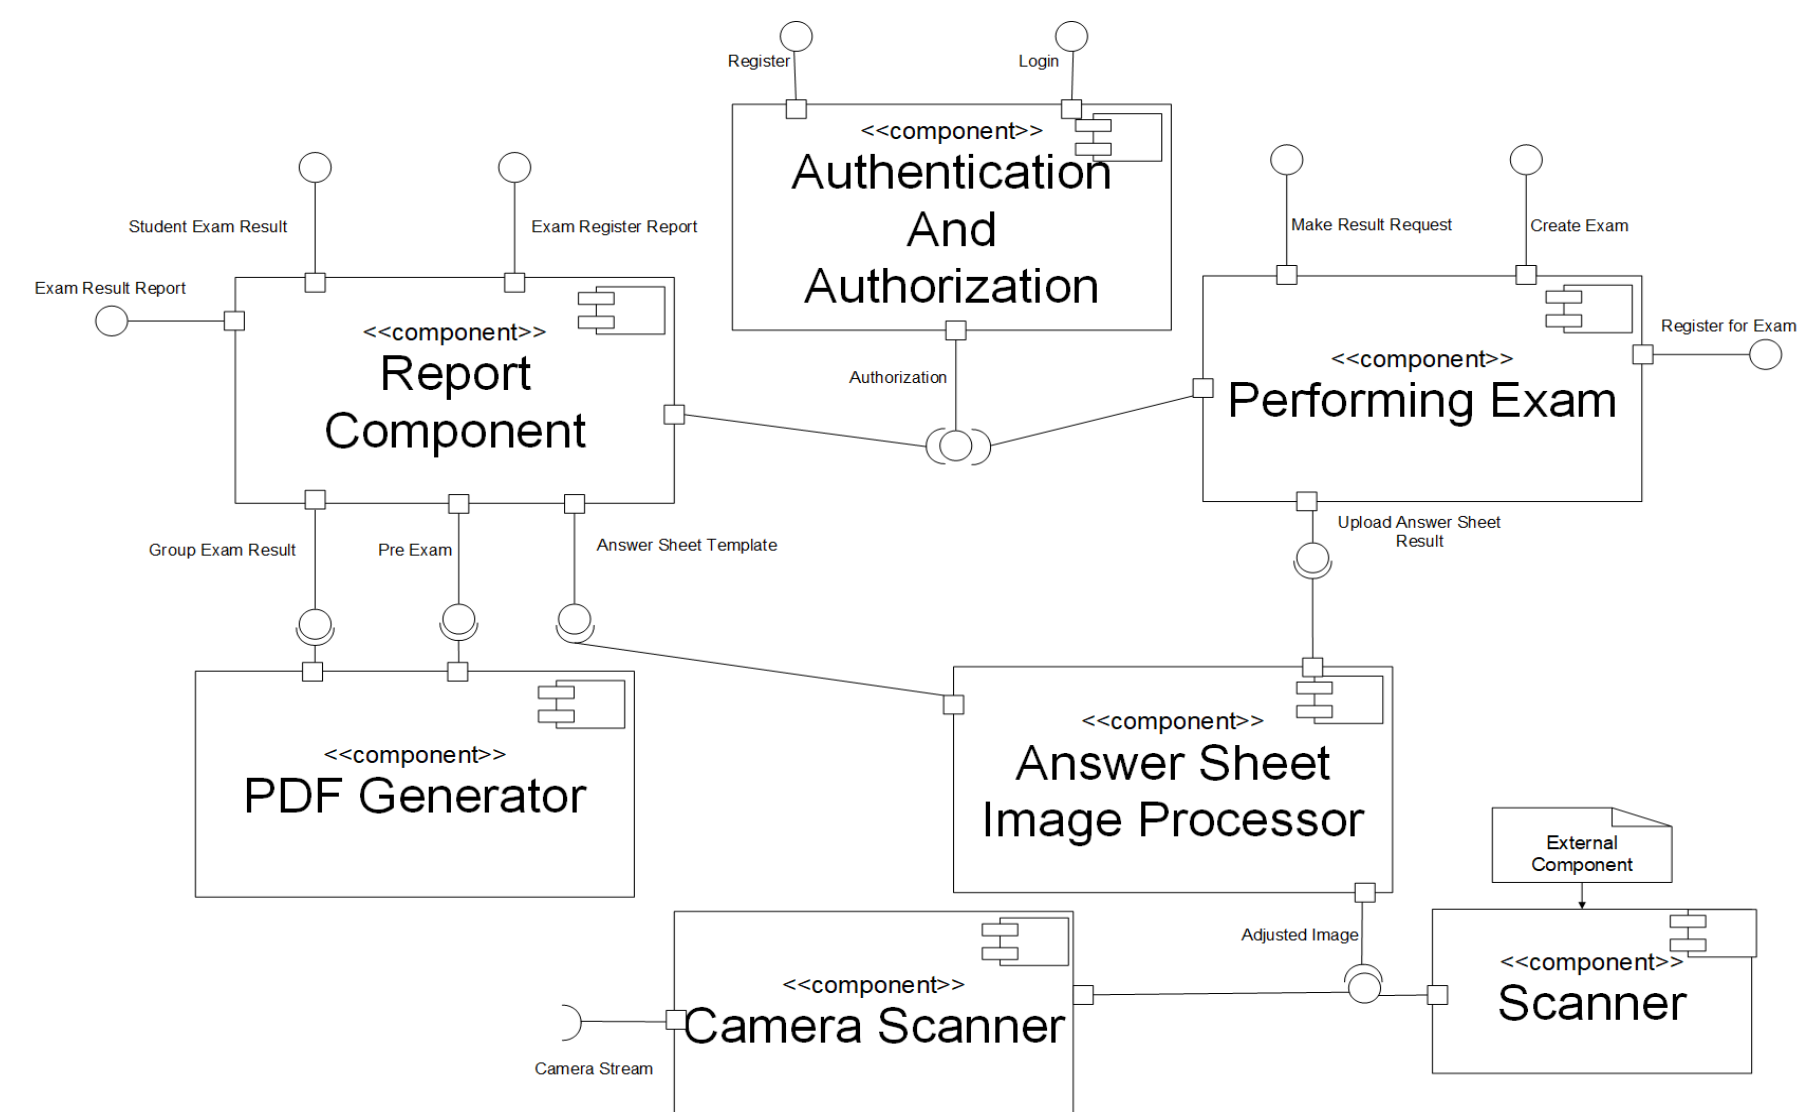 Register
Login
<<component>>
Authentication
And
Authorization
Student Exam Result
Exam Register Report
Make Result Request
Create Exam
Exam Result Report
<<component>>
Report
Component
Register for Exam
<<component>>
Performing Exam
Authorization
Group Exam Result
Pre Exam
Answer Sheet Template
Upload Answer Sheet
Result
<<component>>
PDF Generator
<<component>>
Answer Sheet
Image Processor
External
Component
Adjusted Image
<<component>>
Scanner
<<component>>
Camera Scanner
Camera Stream